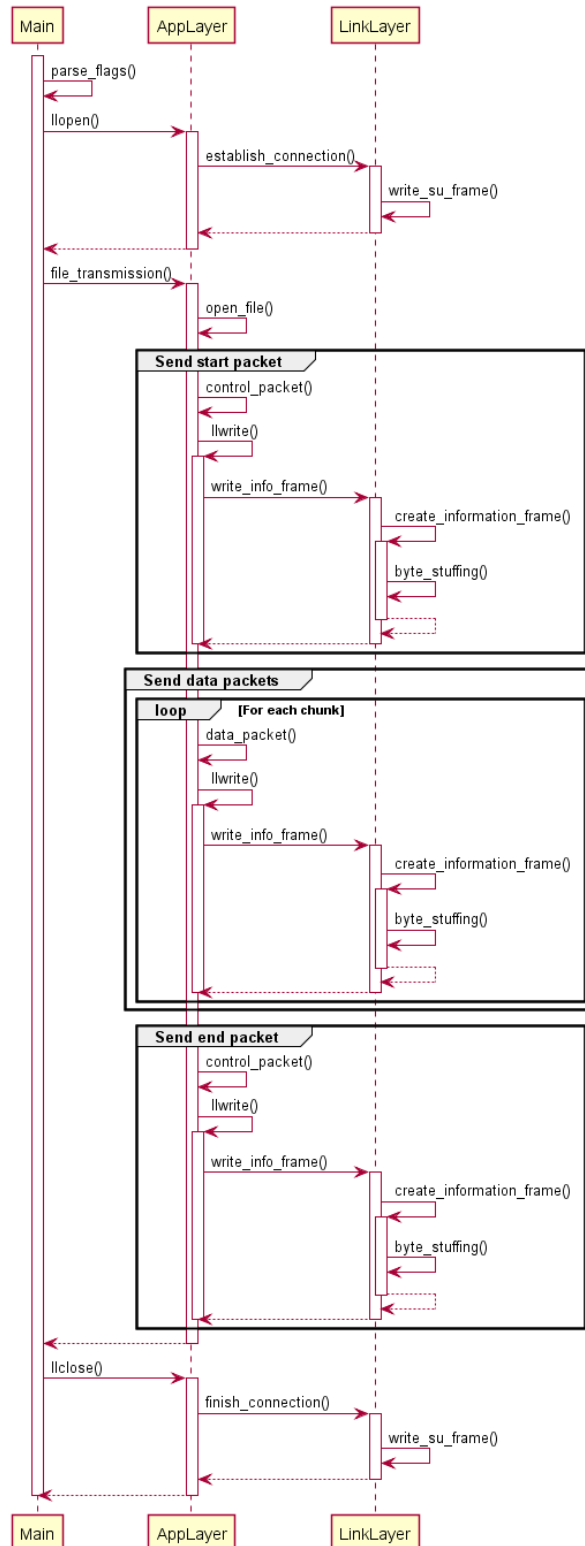 Main AppLayer LinkLayer
parse_flags()
llopen()
establish_connection()
write_su_frame()
file_transmission()
open_file()
Send start packet
control_packet()
llwrite()
write_info_frame()
create_information_frame()
byte_stuffing()
Send data packets
loop [For each chunk]
data_packet()
llwrite()
write_info_frame()
create_information_frame()
byte_stuffing()
Send end packet
control_packet()
llwrite()
write_info_frame()
create_information_frame()
byte_stuffing()
llclose()
finish_connection()
write_su_frame()
Main AppLayer LinkLayer